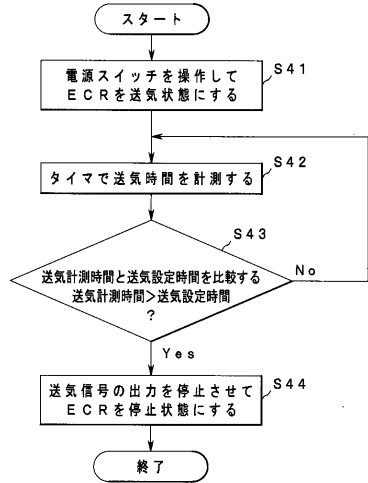 スタート
電源スイッチを操作して
ECRを送気状態にする
S41
タイマで送気時間を計測する
S42
S43
送気計測時間と送気設定時間を比較する
送気計測時間>送気設定時間
?
No
Yes
送気信号の出力を停止させて
ECRを停止状態にする
S44
終了